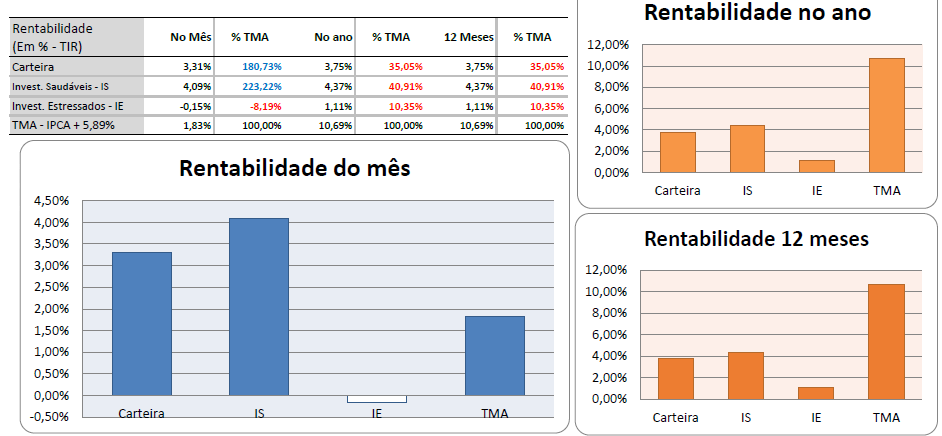 Rentabilidade
(Em % - TIR) No Mês % TMA No ano % TMA 12 Meses % TMA
Carteira 3,31% 180,73% 3,75% 35,05% 3,75% 35,05%
Invest. Saudáveis - IS 4,09% 223,22% 4,37% 40,91% 4,37% 40,91%
Invest. Estressados - IE -0,15% -8,19% 1,11% 10,35% 1,11% 10,35%
TMA - IPCA + 5,89% 1,83% 100,00% 10,69% 100,00% 10,69% 100,00%
Rentabilidade no ano
12,00%
10,00%
8,00%
6,00%
4,00%
2,00%
0,00%
Carteira IS IE TMA
Rentabilidade do mês
4,50%
4,00%
3,50%
3,00%
2,50%
2,00%
1,50%
1,00%
0,50%
0,00%
-0,50%
Carteira IS IE TMA
Rentabilidade 12 meses
12,00%
10,00%
8,00%
6,00%
4,00%
2,00%
0,00%
Carteira IS IE TMA